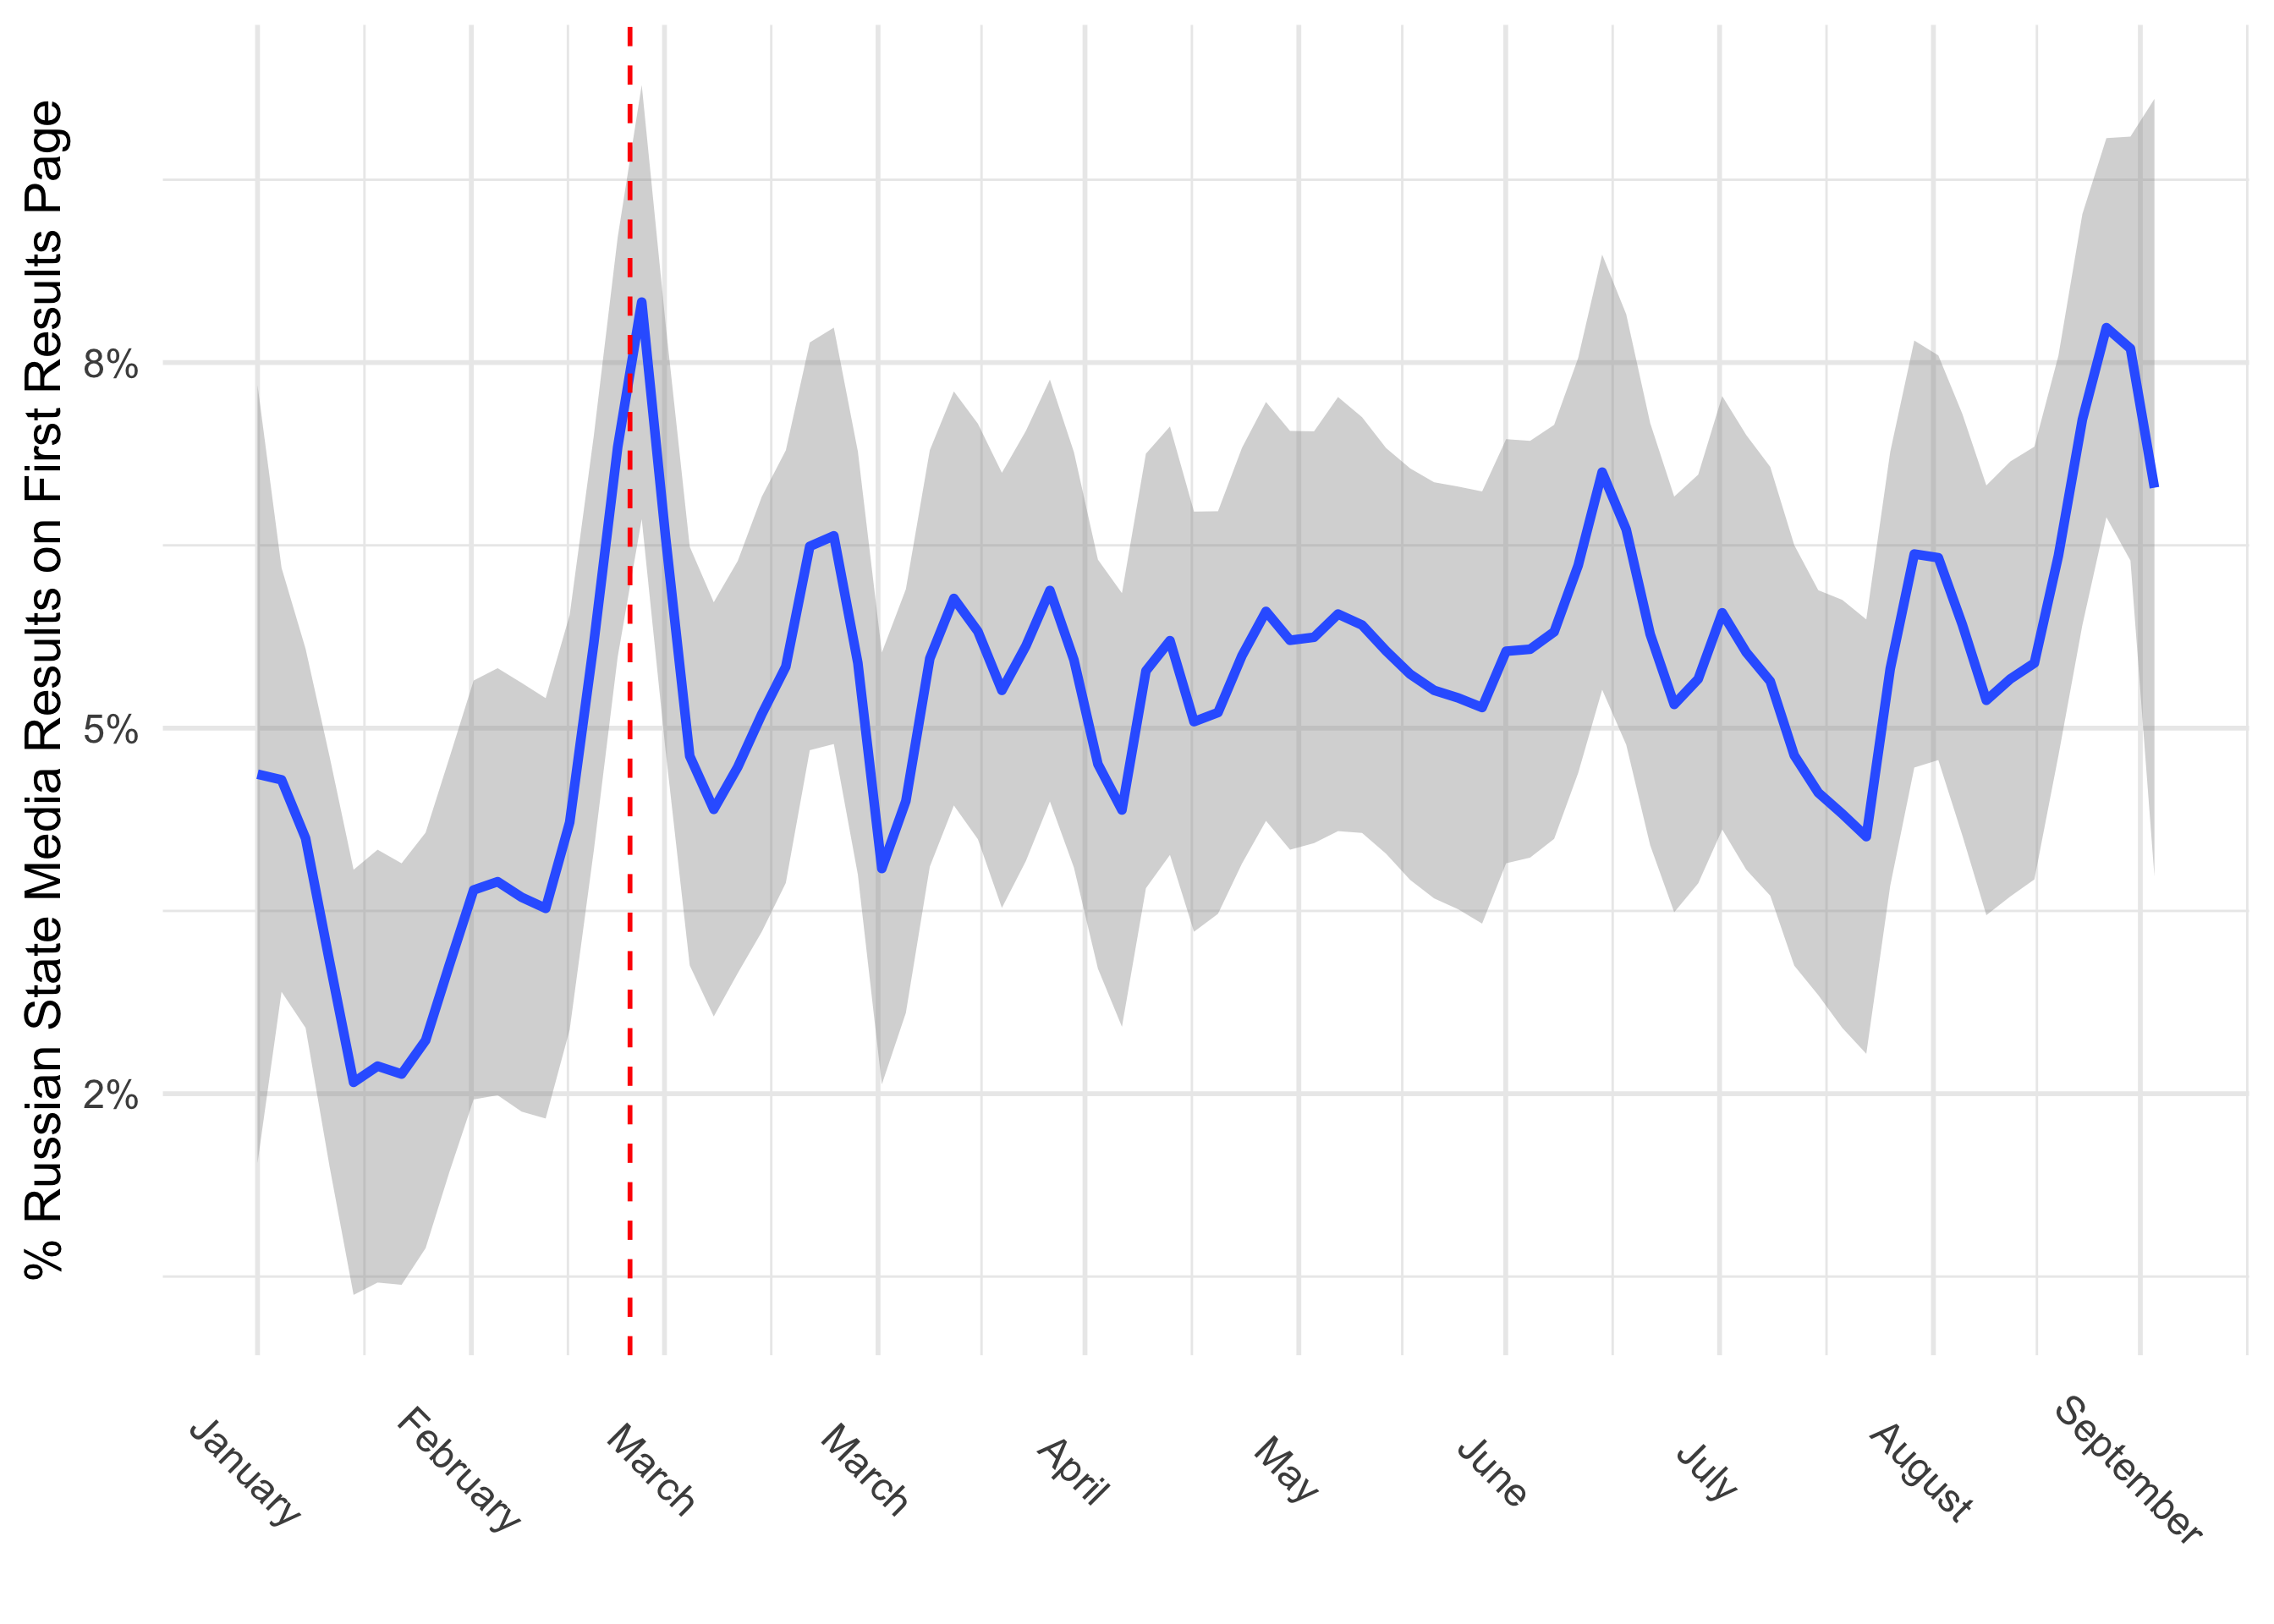 % Russian State Media Results on First Results Page
8%
5%
2%
January
February
March
March
April
May
June
July
August
September